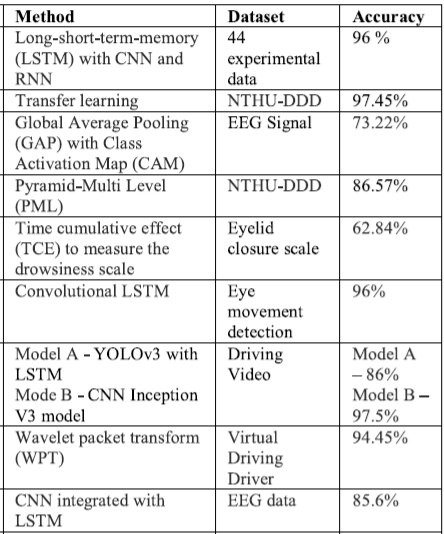 Method Dataset Accuracy
Long-short-term-memory 44 96 %
(LSTM) with CNN and experimental
RNN data
Transfer learning NTHU-DDD 97.45%
Global Average Pooling EEG Signal 73.22%
(GAP) with Class
Activation Map (CAM)
Pyramid-Multi Level NTHU-DDD 86.57%
(PML)
Time cumulative effect Eyelid 62.84%
(TCE) to measure the closure scale
drowsiness scale
Convolutional LSTM Eye 96%
movement
detection
Model A - YOLOv3 with Driving Model A
LSTM Video – 86%
Mode B - CNN Inception Model B –
V3 model 97.5%
Wavelet packet transform Virtual 94.45%
(WPT) Driving
Driver
CNN integrated with EEG data 85.6%
LSTM